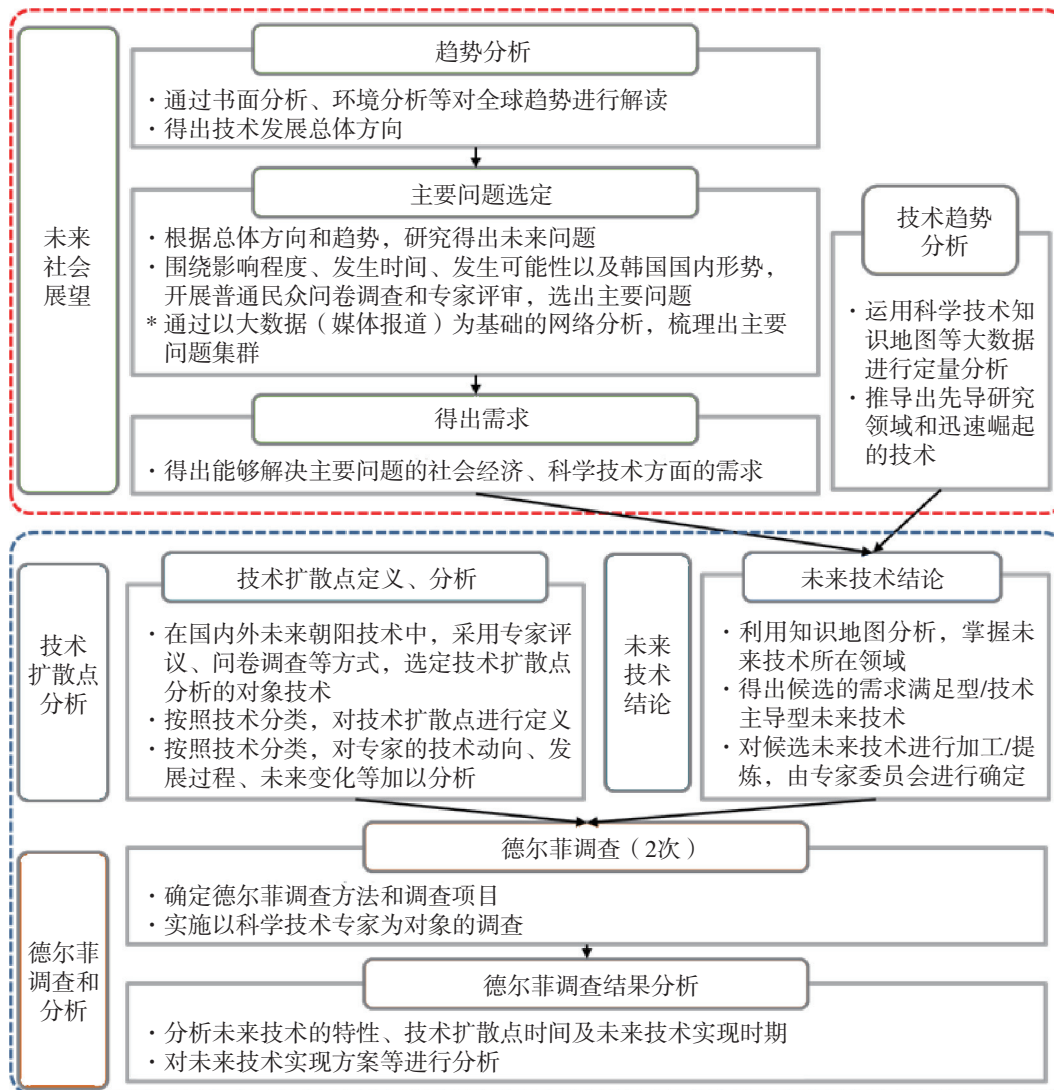 未来
社会
展望
趋势分析
· 通过书面分析、环境分析等对全球趋势进行解读
· 得出技术发展总体方向
主要问题选定
· 根据总体方向和趋势，研究得出未来问题
· 围绕影响程度、发生时间、发生可能性以及韩国国内形势，
开展普通民众问卷调查和专家评审，选出主要问题
* 通过以大数据（媒体报道）为基础的网络分析，梳理出主要
问题集群
得出需求
· 得出能够解决主要问题的社会经济、科学技术方面的需求
技术趋势
分析
· 运用科学技术知
识地图等大数据
进行定量分析
· 推导出先导研究
领域和迅速崛起
的技术
技术
扩散点
分析
技术扩散点定义、分析
· 在国内外未来朝阳技术中，采用专家评
议、问卷调查等方式，选定技术扩散点
分析的对象技术
· 按照技术分类，对技术扩散点进行定义
· 按照技术分类，对专家的技术动向、发
展过程、未来变化等加以分析
未来
技术
结论
未来技术结论
· 利用知识地图分析，掌握未
来技术所在领域
· 得出候选的需求满足型/技术
主导型未来技术
· 对候选未来技术进行加工/提
炼，由专家委员会进行确定
德尔菲
调查和
分析
德尔菲调查（2次）
· 确定德尔菲调查方法和调查项目
· 实施以科学技术专家为对象的调查
德尔菲调查结果分析
· 分析未来技术的特性、技术扩散点时间及未来技术实现时期
· 对未来技术实现方案等进行分析